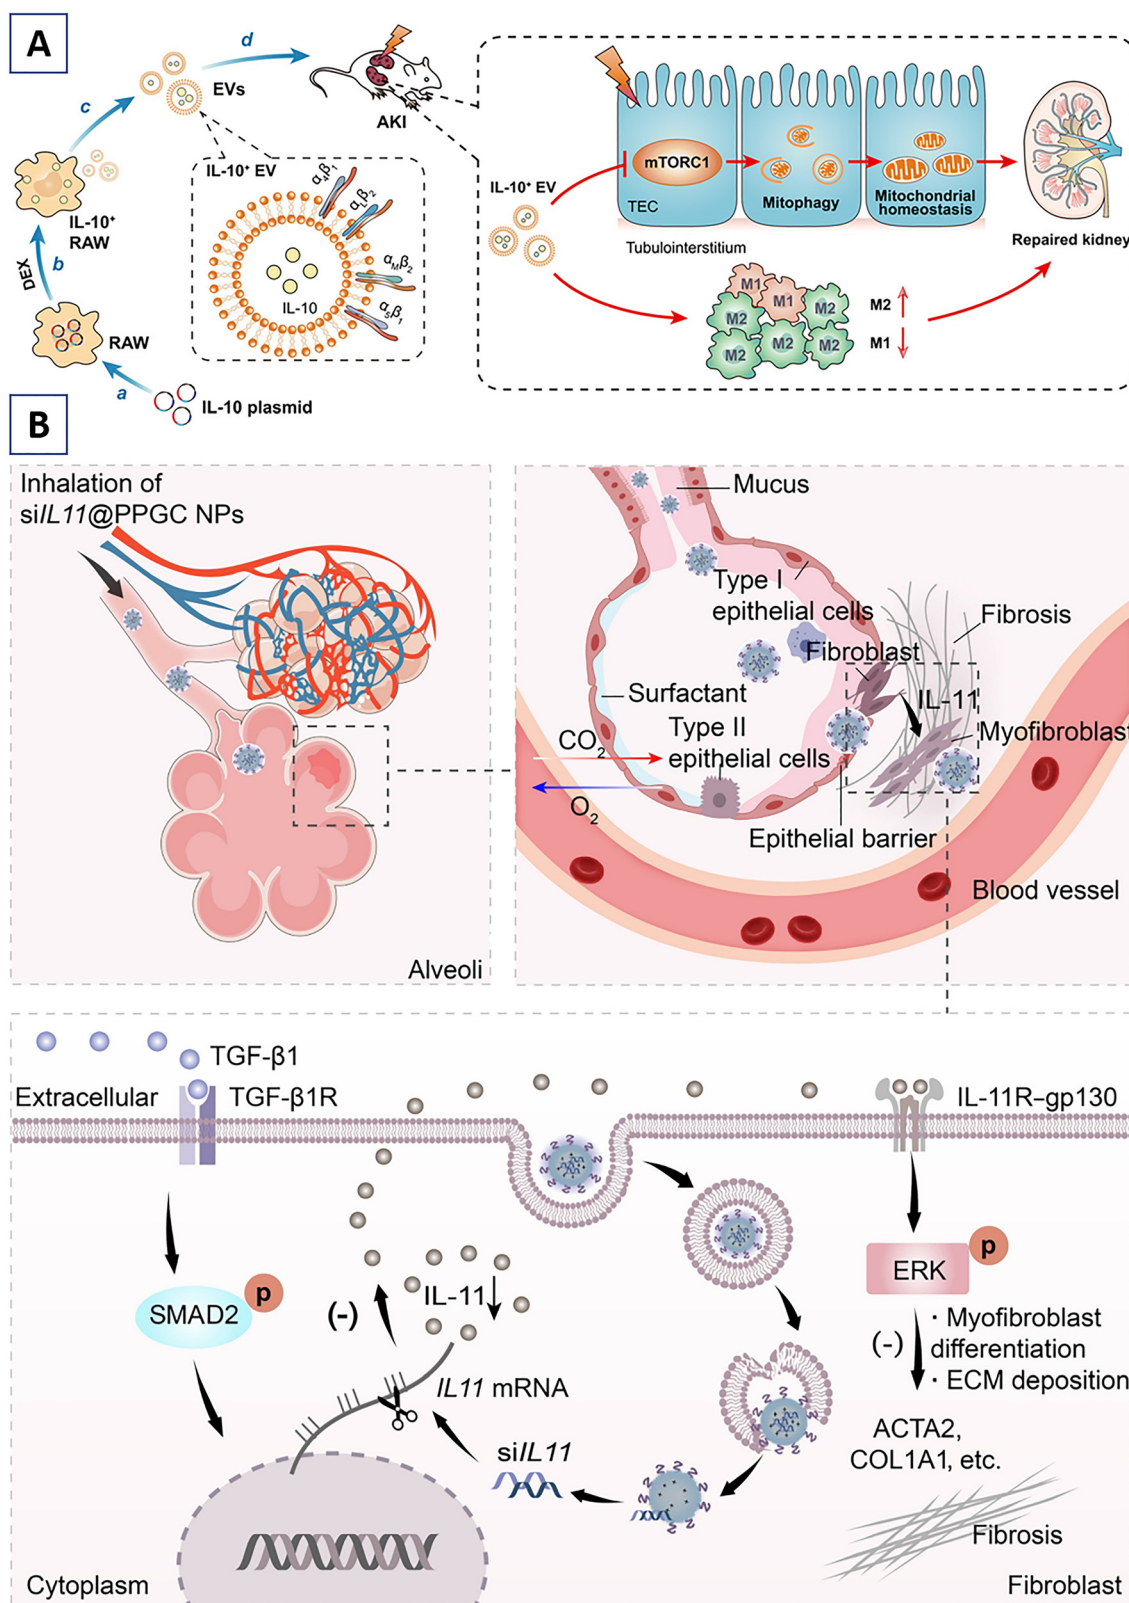 A
d
EVs
c
AKI
IL-10⁺ EV
α₄β₁
αLβ₂
αMβ₂
α₅β₁
IL-10
IL-10⁺
RAW
DEX
b
RAW
a
IL-10 plasmid
IL-10⁺ EV
mTORC1
TEC
Mitophagy
Mitochondrial
homeostasis
Tubulointerstitium
Repaired kidney
M1
M1
M2
M2
M2
M2
M2
M2 ↑
M1 ↓
B
Inhalation of
siIL11@PPGC NPs
Alveoli
Mucus
Type I
epithelial cells
Fibrosis
Fibroblast
IL-11
Surfactant
Type II
epithelial cells
Myofibroblast
CO₂
O₂
Epithelial barrier
Blood vessel
TGF-β1
Extracellular
TGF-β1R
IL-11R–gp130
p
ERK
p
SMAD2
(-)
IL-11↓
(-)
· Myofibroblast
differentiation
· ECM deposition
IL11 mRNA
ACTA2,
COL1A1, etc.
siIL11
Fibrosis
Cytoplasm
Fibroblast